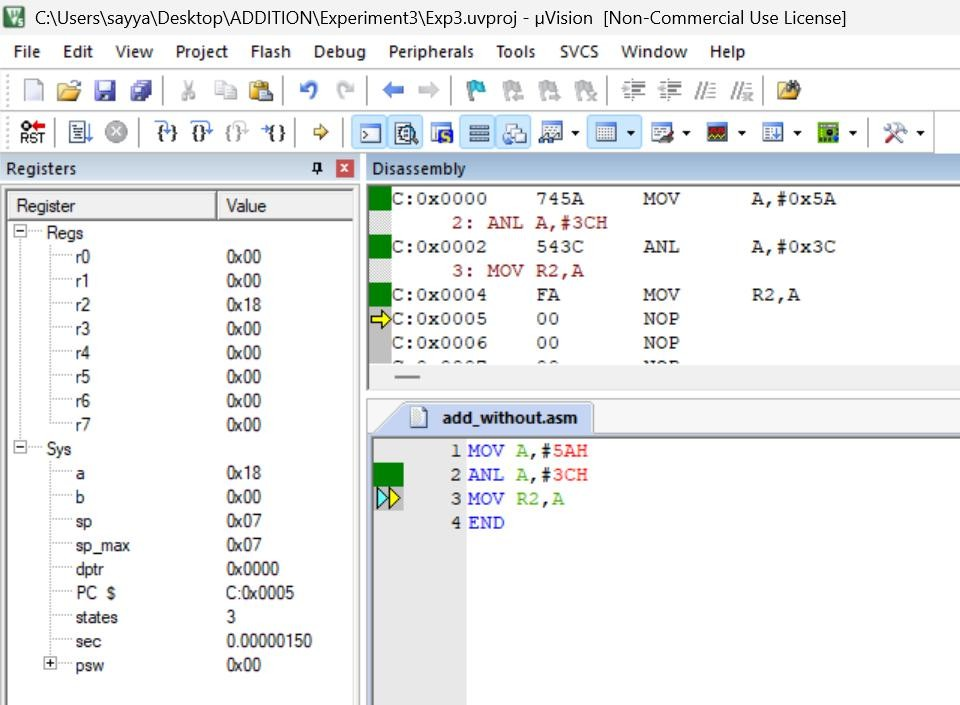 C:\Users\sayya\Desktop\ADDITION\Experiment3\Exp3.uvproj - µVision [Non-Commercial Use License]
File Edit View Project Flash Debug Peripherals Tools SVCS Window Help
RST
Registers
Register Value
Regs
r0 0x00
r1 0x00
r2 0x18
r3 0x00
r4 0x00
r5 0x00
r6 0x00
r7 0x00
Sys
a 0x18
b 0x00
sp 0x07
sp_max 0x07
dptr 0x0000
PC $ C:0x0005
states 3
sec 0.00000150
psw 0x00
Disassembly
C:0x0000 745A MOV A,#0x5A
2: ANL A,#3CH
C:0x0002 543C ANL A,#0x3C
3: MOV R2,A
C:0x0004 FA MOV R2,A
C:0x0005 00 NOP
C:0x0006 00 NOP
add_without.asm
1 MOV A,#5AH
2 ANL A,#3CH
3 MOV R2,A
4 END